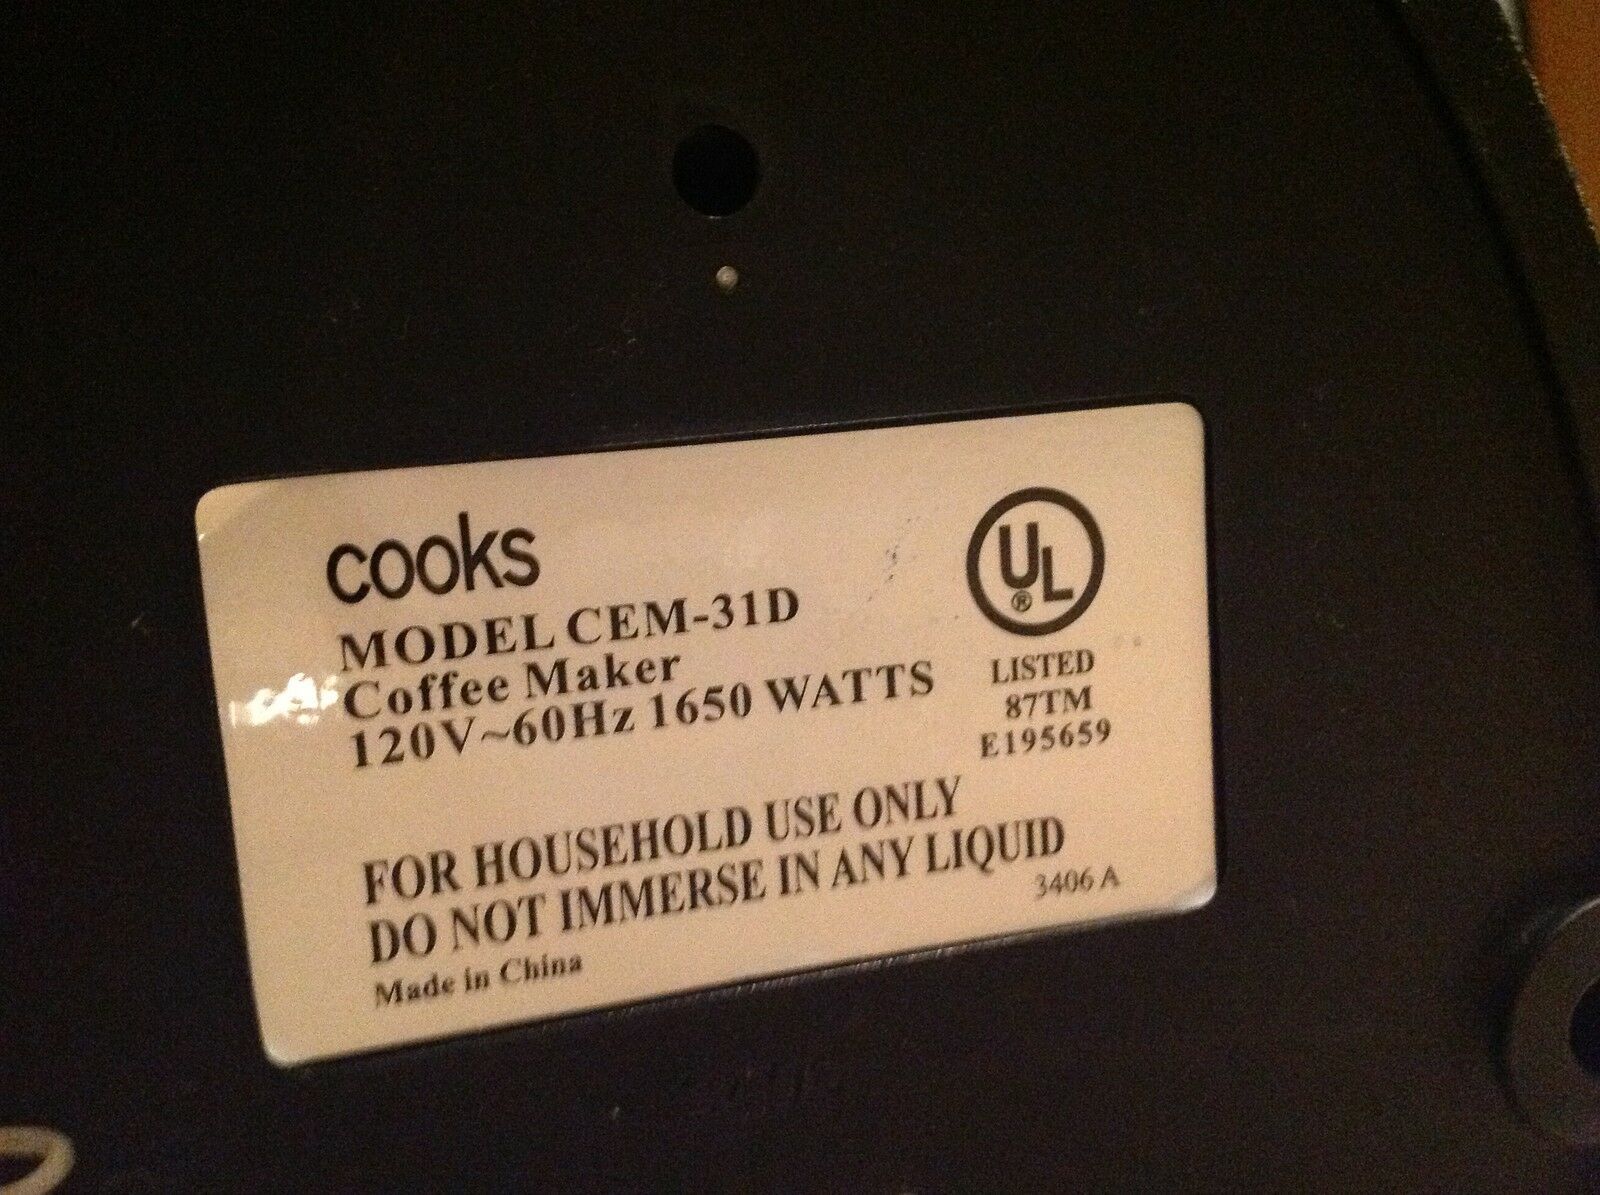 cooks
MODEL CEM-31D
Coffee Maker
120V~60Hz 1650 WATTS
UL
®
LISTED
87TM
E195659
FOR HOUSEHOLD USE ONLY
DO NOT IMMERSE IN ANY LIQUID
3406 A
Made in China